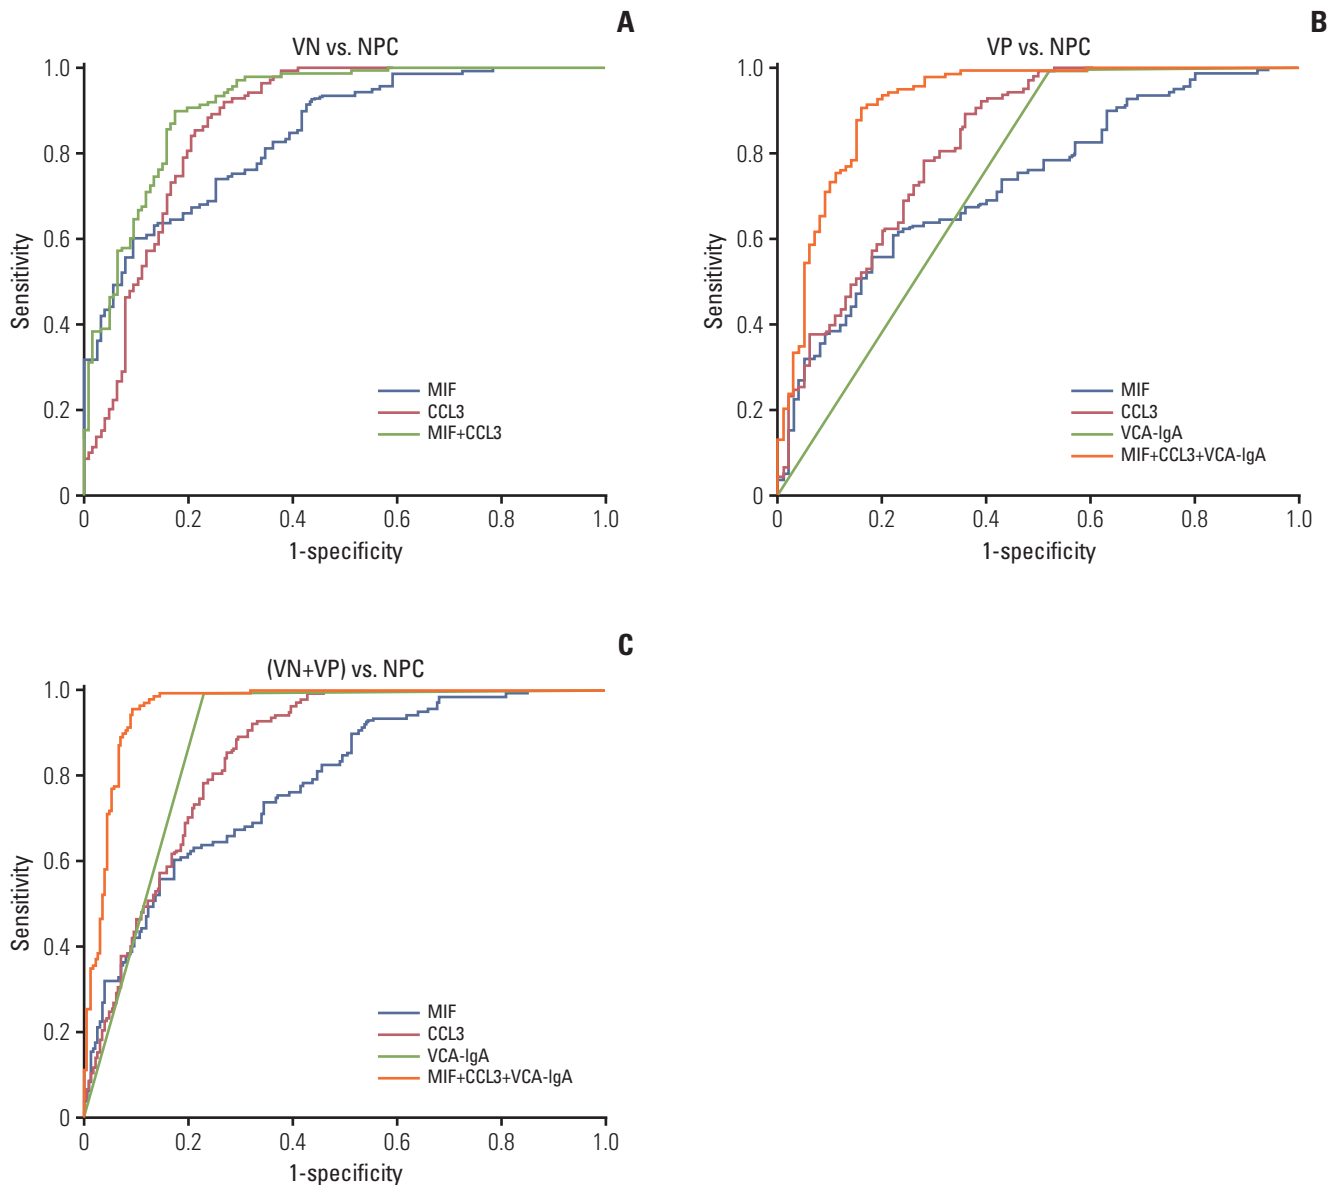 A
VN vs. NPC
1.0
0.8
0.6
0.4
0.2
0
Sensitivity
MIF
CCL3
MIF+CCL3
0 0.2 0.4 0.6 0.8 1.0
1-specificity
B
VP vs. NPC
1.0
0.8
0.6
0.4
0.2
0
Sensitivity
MIF
CCL3
VCA-IgA
MIF+CCL3+VCA-IgA
0 0.2 0.4 0.6 0.8 1.0
1-specificity
C
(VN+VP) vs. NPC
1.0
0.8
0.6
0.4
0.2
0
Sensitivity
MIF
CCL3
VCA-IgA
MIF+CCL3+VCA-IgA
0 0.2 0.4 0.6 0.8 1.0
1-specificity